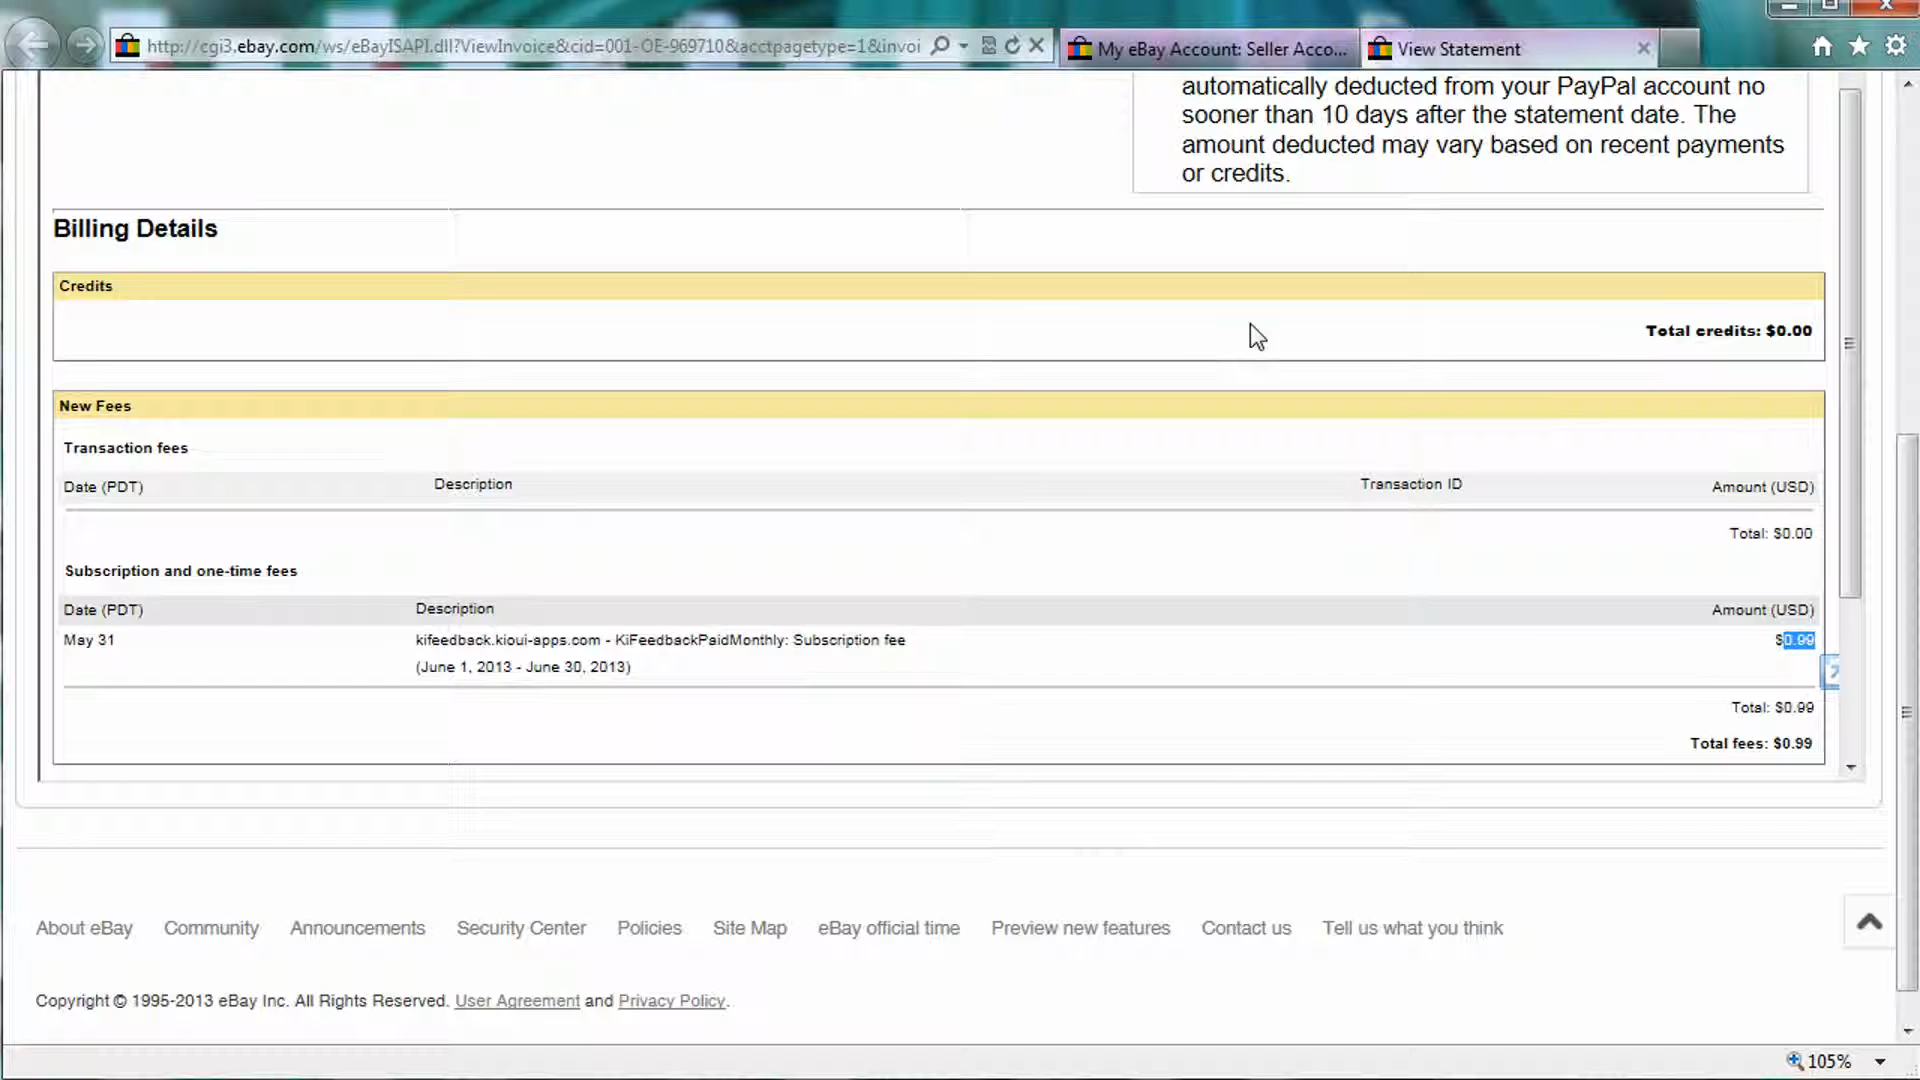 http://cgi3.ebay.com/ws/eBayISAPI.dll?ViewInvoice&cid=001-OE-969710&acctpagetype=1&invoi
My eBay Account: Seller Acco...
View Statement
automatically deducted from your PayPal account no
sooner than 10 days after the statement date. The
amount deducted may vary based on recent payments
or credits.
Billing Details
Credits
Total credits: $0.00
New Fees
Transaction fees
Date (PDT) Description Transaction ID Amount (USD)
Total: $0.00
Subscription and one-time fees
Date (PDT) Description Amount (USD)
May 31 kifeedback.kioui-apps.com - KiFeedbackPaidMonthly: Subscription fee $0.99
(June 1, 2013 - June 30, 2013)
Total: $0.99
Total fees: $0.99
About eBay Community Announcements Security Center Policies Site Map eBay official time Preview new features Contact us Tell us what you think
Copyright © 1995-2013 eBay Inc. All Rights Reserved. User Agreement and Privacy Policy.
105%